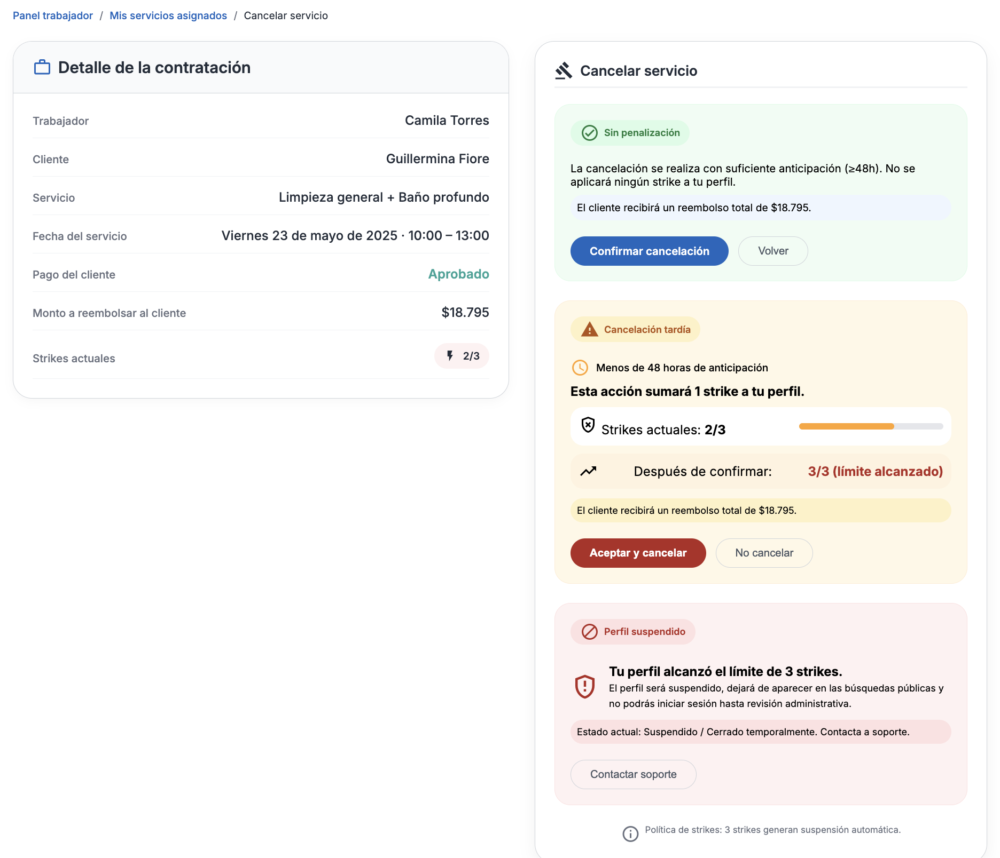 Panel trabajador / Mis servicios asignados / Cancelar servicio
Detalle de la contratación
Trabajador Camila Torres
Cliente Guillermina Fiore
Servicio Limpieza general + Baño profundo
Fecha del servicio Viernes 23 de mayo de 2025 · 10:00 – 13:00
Pago del cliente Aprobado
Monto a reembolsar al cliente $18.795
Strikes actuales 2/3
Cancelar servicio
Sin penalización
La cancelación se realiza con suficiente anticipación (≥48h). No se
aplicará ningún strike a tu perfil.
El cliente recibirá un reembolso total de $18.795.
Confirmar cancelación Volver
Cancelación tardía
Menos de 48 horas de anticipación
Esta acción sumará 1 strike a tu perfil.
Strikes actuales: 2/3
Después de confirmar: 3/3 (límite alcanzado)
El cliente recibirá un reembolso total de $18.795.
Aceptar y cancelar No cancelar
Perfil suspendido
Tu perfil alcanzó el límite de 3 strikes.
El perfil será suspendido, dejará de aparecer en las búsquedas públicas y
no podrás iniciar sesión hasta revisión administrativa.
Estado actual: Suspendido / Cerrado temporalmente. Contacta a soporte.
Contactar soporte
Política de strikes: 3 strikes generan suspensión automática.